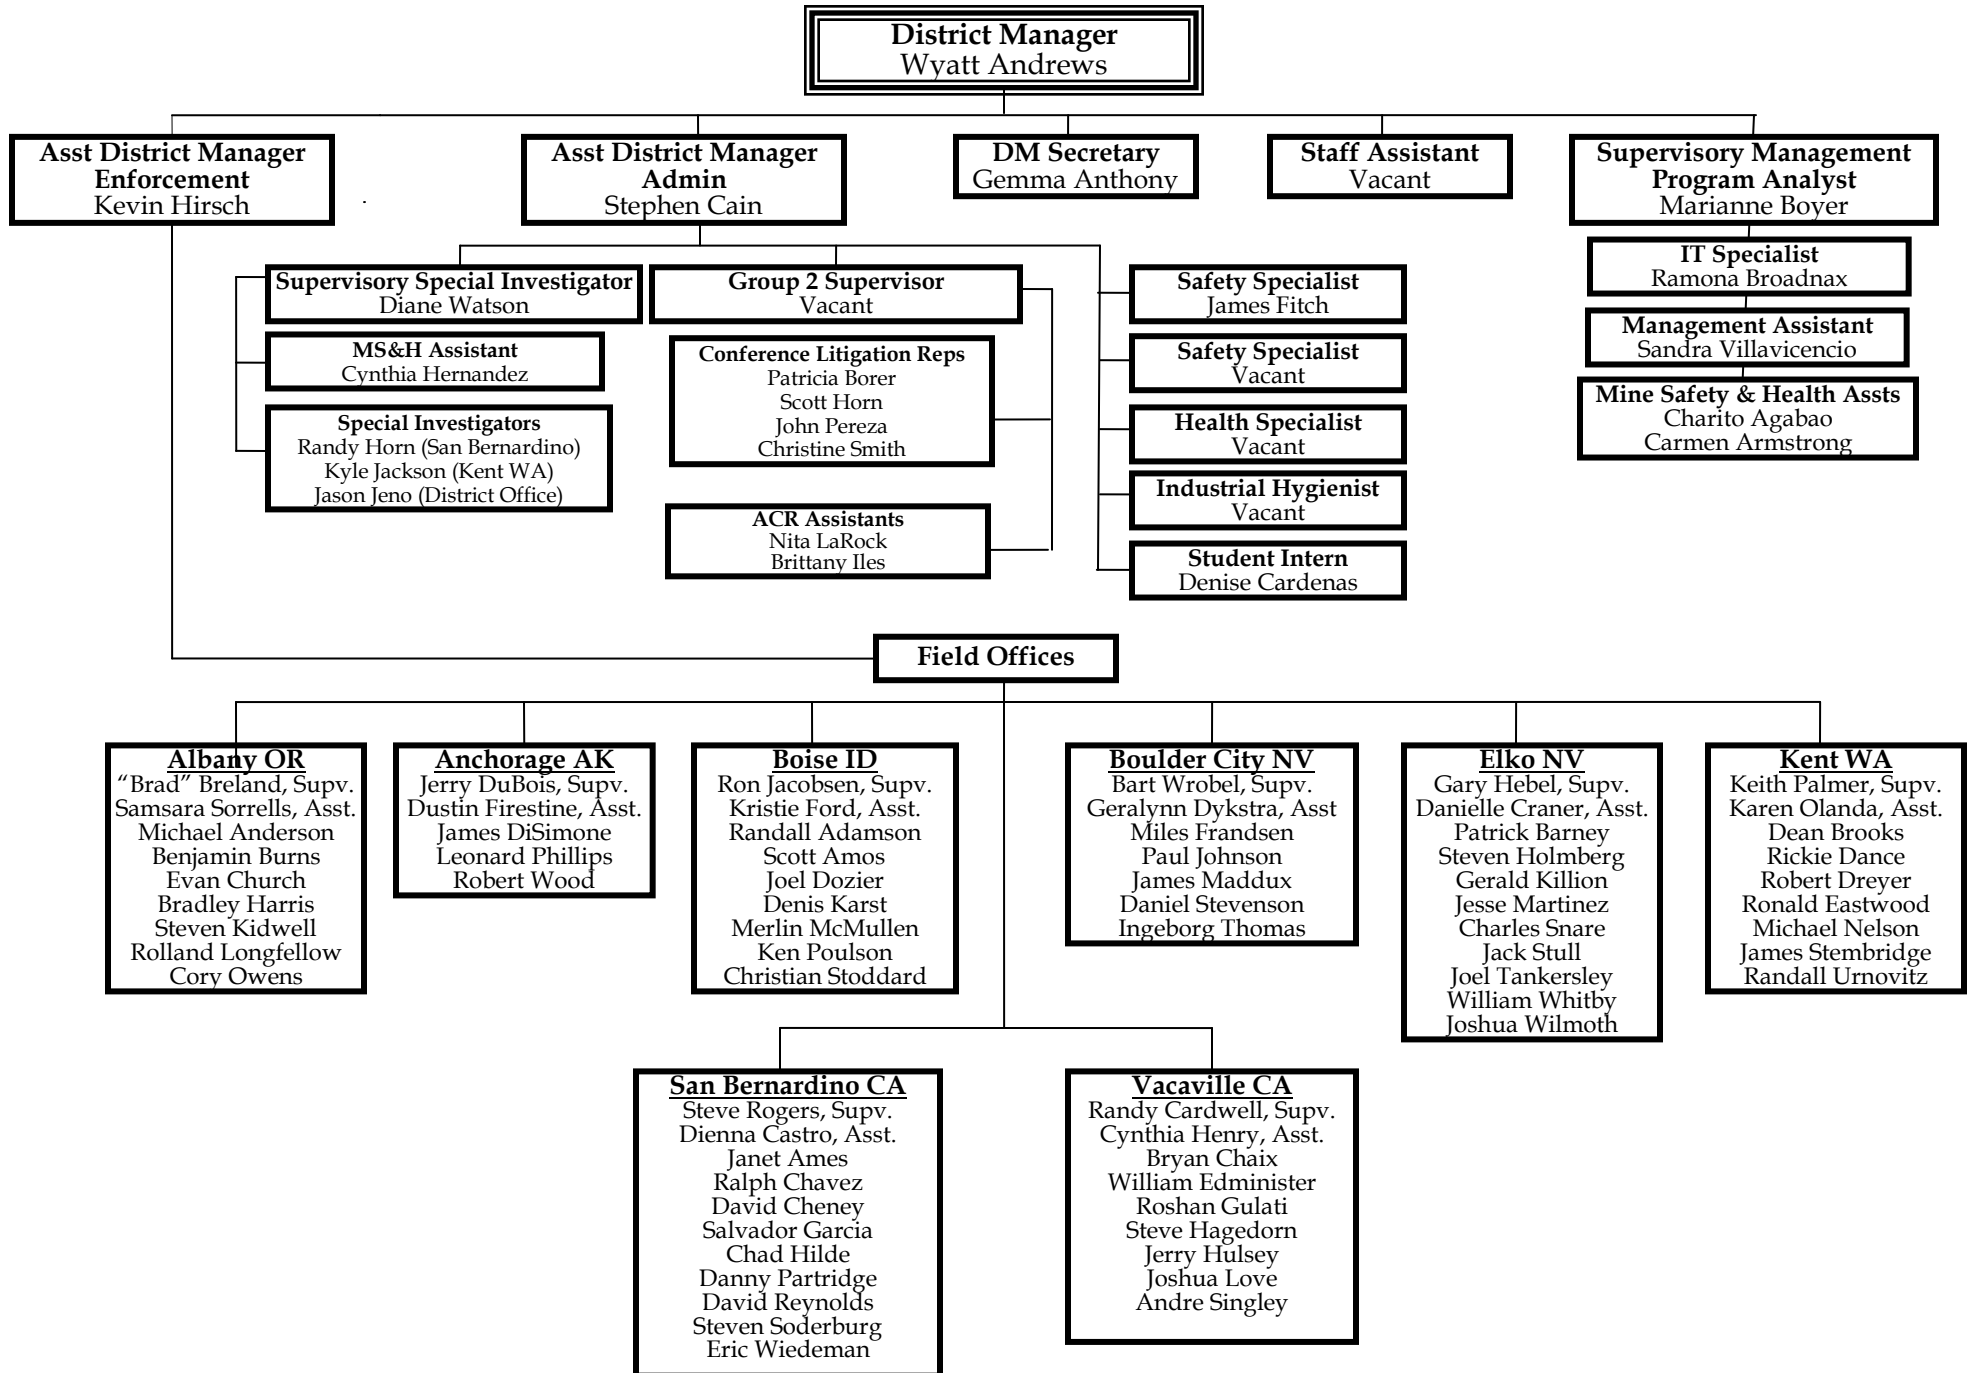 District Manager
Wyatt Andrews
Asst District Manager
Enforcement
Kevin Hirsch
Asst District Manager
Admin
Stephen Cain
DM Secretary
Gemma Anthony
Staff Assistant
Vacant
Supervisory Management
Program Analyst
Marianne Boyer
IT Specialist
Ramona Broadnax
Management Assistant
Sandra Villavicencio
Mine Safety & Health Assts
Charito Agabao
Carmen Armstrong
Supervisory Special Investigator
Diane Watson
MS&H Assistant
Cynthia Hernandez
Special Investigators
Randy Horn (San Bernardino)
Kyle Jackson (Kent WA)
Jason Jeno (District Office)
Group 2 Supervisor
Vacant
Conference Litigation Reps
Patricia Borer
Scott Horn
John Pereza
Christine Smith
ACR Assistants
Nita LaRock
Brittany Iles
Safety Specialist
James Fitch
Safety Specialist
Vacant
Health Specialist
Vacant
Industrial Hygienist
Vacant
Student Intern
Denise Cardenas
Field Offices
Albany OR
“Brad” Breland, Supv.
Samsara Sorrells, Asst.
Michael Anderson
Benjamin Burns
Evan Church
Bradley Harris
Steven Kidwell
Rolland Longfellow
Cory Owens
Anchorage AK
Jerry DuBois, Supv.
Dustin Firestine, Asst.
James DiSimone
Leonard Phillips
Robert Wood
Boise ID
Ron Jacobsen, Supv.
Kristie Ford, Asst.
Randall Adamson
Scott Amos
Joel Dozier
Denis Karst
Merlin McMullen
Ken Poulson
Christian Stoddard
Boulder City NV
Bart Wrobel, Supv.
Geralynn Dykstra, Asst
Miles Frandsen
Paul Johnson
James Maddux
Daniel Stevenson
Ingeborg Thomas
Elko NV
Gary Hebel, Supv.
Danielle Craner, Asst.
Patrick Barney
Steven Holmberg
Gerald Killion
Jesse Martinez
Charles Snare
Jack Stull
Joel Tankersley
William Whitby
Joshua Wilmoth
Kent WA
Keith Palmer, Supv.
Karen Olanda, Asst.
Dean Brooks
Rickie Dance
Robert Dreyer
Ronald Eastwood
Michael Nelson
James Stembridge
Randall Urnovitz
San Bernardino CA
Steve Rogers, Supv.
Dienna Castro, Asst.
Janet Ames
Ralph Chavez
David Cheney
Salvador Garcia
Chad Hilde
Danny Partridge
David Reynolds
Steven Soderburg
Eric Wiedeman
Vacaville CA
Randy Cardwell, Supv.
Cynthia Henry, Asst.
Bryan Chaix
William Edminister
Roshan Gulati
Steve Hagedorn
Jerry Hulsey
Joshua Love
Andre Singley